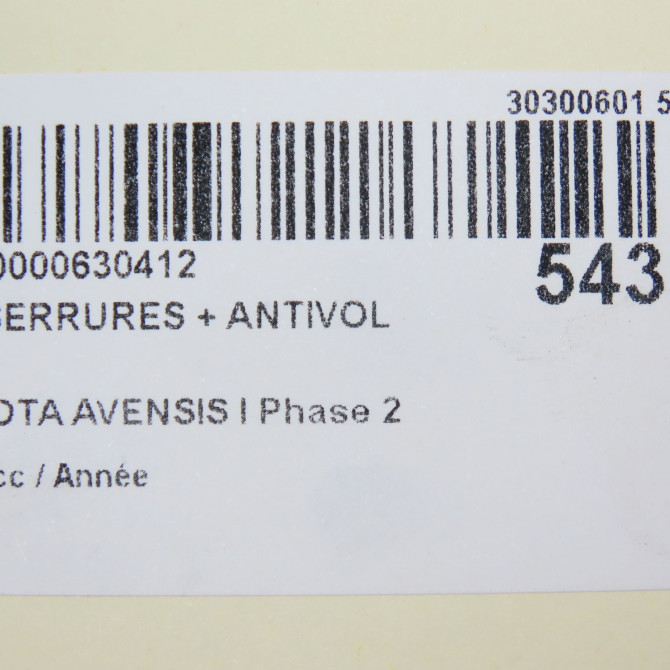 30300601 5
0000630412
543
SERRURES + ANTIVOL
OTA AVENSIS I Phase 2
cc / Année